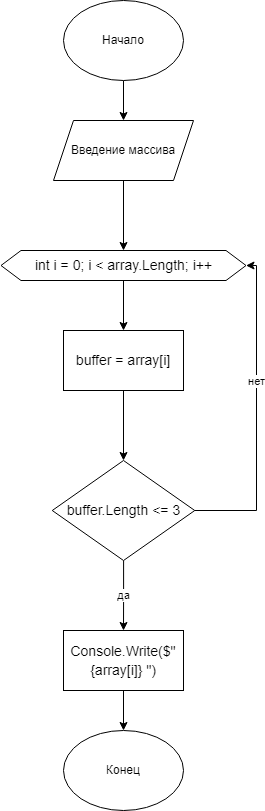 Начало
Введение массива
int i = 0; i < array.Length; i++
buffer = array[i]
нет
buffer.Length <= 3
да
Console.Write($"
{array[i]} ")
Конец